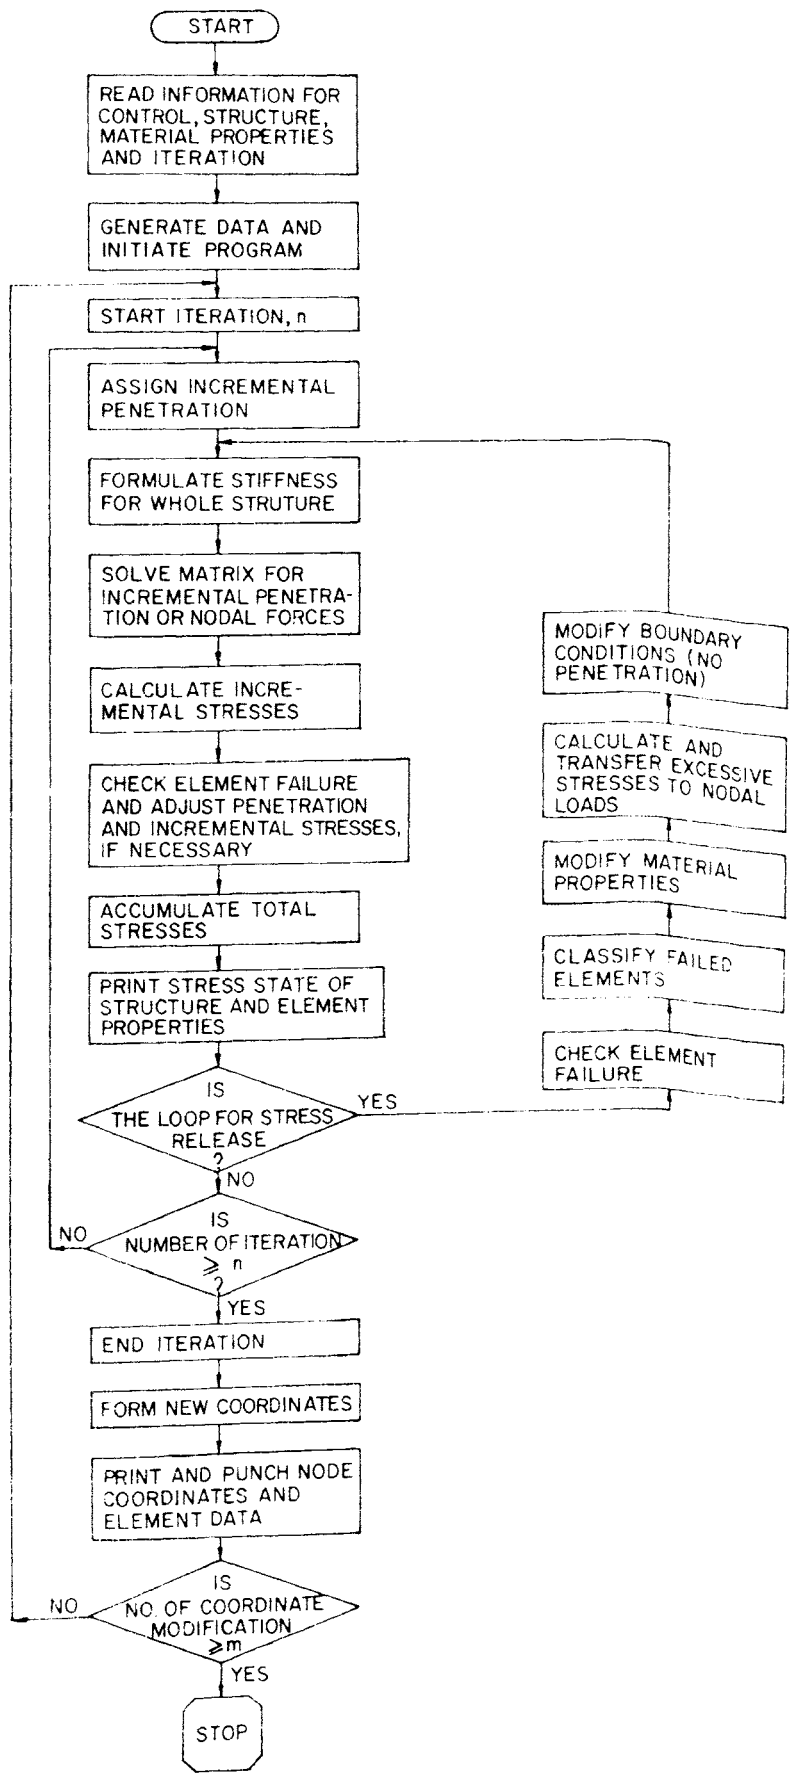 START
READ INFORMATION FOR
CONTROL, STRUCTURE,
MATERIAL PROPERTIES
AND ITERATION
GENERATE DATA AND
INITIATE PROGRAM
START ITERATION, n
ASSIGN INCREMENTAL
PENETRATION
FORMULATE STIFFNESS
FOR WHOLE STRUTURE
SOLVE MATRIX FOR
INCREMENTAL PENETRA-
TION OR NODAL FORCES
CALCULATE INCRE-
MENTAL STRESSES
CHECK ELEMENT FAILURE
AND ADJUST PENETRATION
AND INCREMENTAL STRESSES,
IF NECESSARY
ACCUMULATE TOTAL
STRESSES
PRINT STRESS STATE OF
STRUCTURE AND ELEMENT
PROPERTIES
IS
THE LOOP FOR STRESS
RELEASE
?
YES
CHECK ELEMENT
FAILURE
CLASSIFY FAILED
ELEMENTS
MODIFY MATERIAL
PROPERTIES
CALCULATE AND
TRANSFER EXCESSIVE
STRESSES TO NODAL
LOADS
MODIFY BOUNDARY
CONDITIONS (NO
PENETRATION)
NO
IS
NUMBER OF ITERATION
⩾ n
?
NO
YES
END ITERATION
FORM NEW COORDINATES
PRINT AND PUNCH NODE
COORDINATES AND
ELEMENT DATA
IS
NO. OF COORDINATE
MODIFICATION
⩾m
NO
YES
STOP